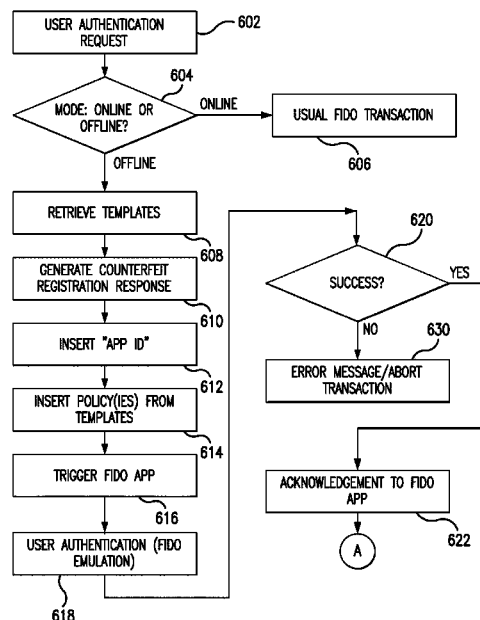 USER AUTHENTICATION
REQUEST
602
604
MODE: ONLINE OR
OFFLINE?
ONLINE
USUAL FIDO TRANSACTION
606
OFFLINE
RETRIEVE TEMPLATES
608
GENERATE COUNTERFEIT
REGISTRATION RESPONSE
610
INSERT "APP ID"
612
INSERT POLICY(IES) FROM
TEMPLATES
614
TRIGGER FIDO APP
616
USER AUTHENTICATION (FIDO
EMULATION)
618
620
SUCCESS?
YES
NO
630
ERROR MESSAGE/ABORT
TRANSACTION
ACKNOWLEDGEMENT TO FIDO
APP
622
A